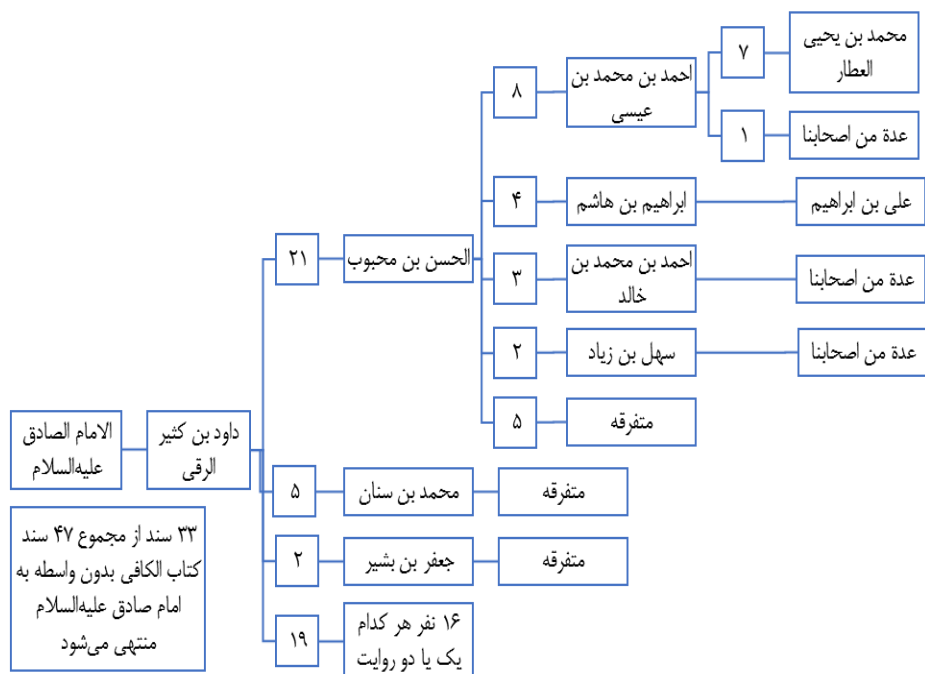 محمد بن یحیی
العطار
۷
احمد بن محمد بن
عیسی
۸
عدة من اصحابنا
۱
علی بن ابراهیم
ابراهیم بن هاشم
۴
الحسن بن محبوب
۲۱
عدة من اصحابنا
احمد بن محمد بن
خالد
۳
عدة من اصحابنا
سهل بن زیاد
۲
متفرقه
۵
داود بن کثیر
الرقی
الامام الصادق
علیه‌السلام
متفرقه
محمد بن سنان
۵
متفرقه
جعفر بن بشیر
۲
۱۶ نفر هر کدام
یک یا دو روایت
۱۹
۳۳ سند از مجموع ۴۷ سند
کتاب الکافی بدون واسطه به
امام صادق علیه‌السلام
منتهی می‌شود